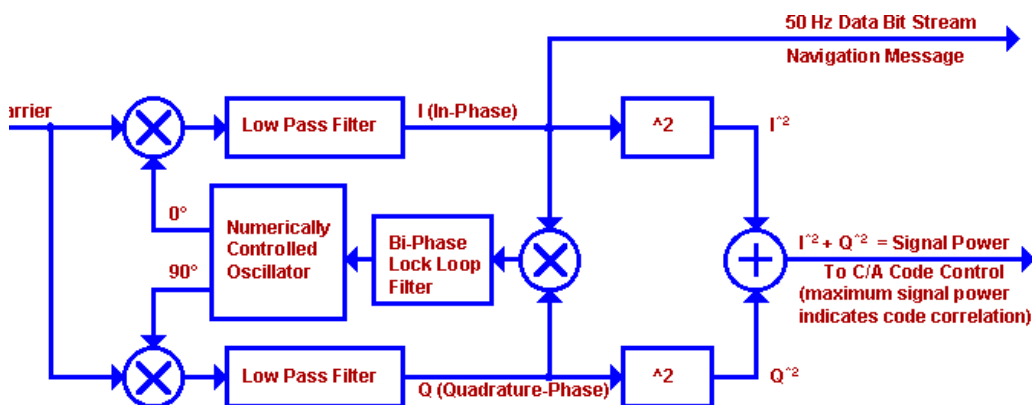 50 Hz Data Bit Stream
Navigation Message
arrier
Low Pass Filter
I (In-Phase)
^2
I^2
0°
Numerically
Controlled
Oscillator
90°
Bi-Phase
Lock Loop
Filter
I^2 + Q^2 = Signal Power
To C/A Code Control
(maximum signal power
indicates code correlation)
Low Pass Filter
Q (Quadrature-Phase)
^2
Q^2